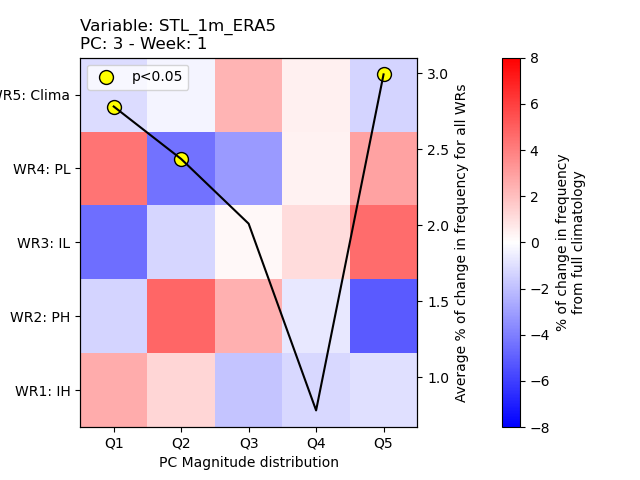 Variable: STL_1m_ERA5
PC: 3 - Week: 1
p<0.05
WR5: Clima
WR4: PL
WR3: IL
WR2: PH
WR1: IH
Q1 Q2 Q3 Q4 Q5
PC Magnitude distribution
3.0
2.5
2.0
1.5
1.0
Average % of change in frequency for all WRs
8
6
4
2
0
−2
−4
−6
−8
% of change in frequency
from full climatology